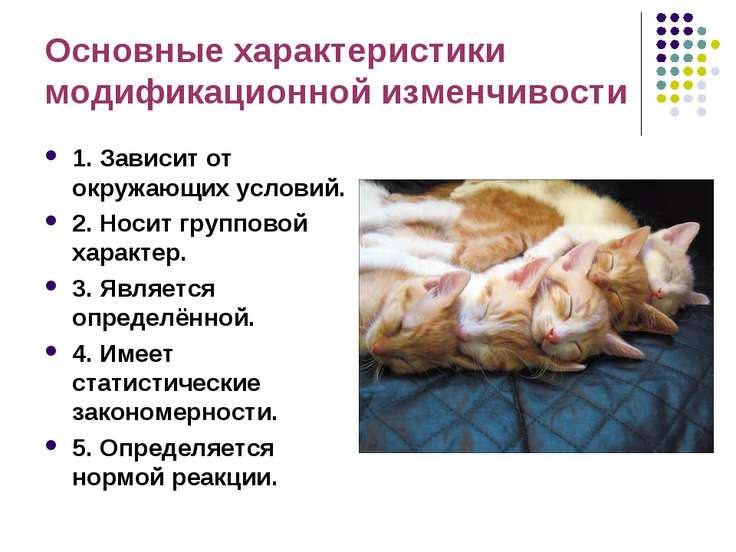 Основные характеристики
модификационной изменчивости
1. Зависит от
окружающих условий.
2. Носит групповой
характер.
3. Является
определённой.
4. Имеет
статистические
закономерности.
5. Определяется
нормой реакции.